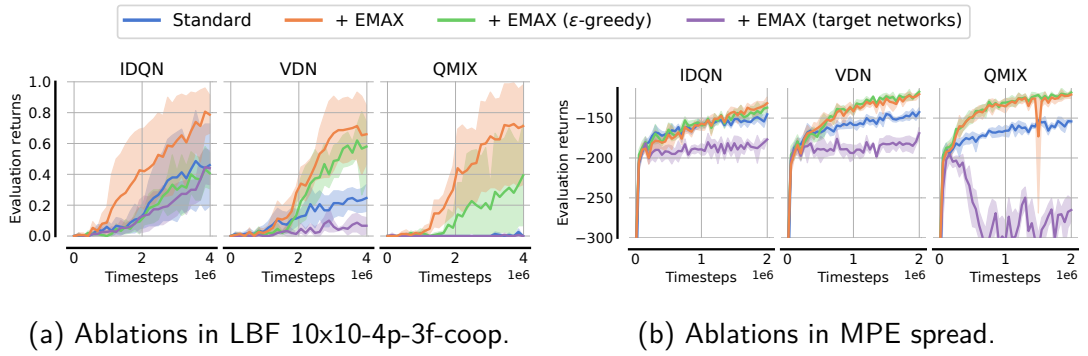 Standard + EMAX + EMAX (ε-greedy) + EMAX (target networks)
IDQN VDN QMIX
Evaluation returns
1.0
0.8
0.6
0.4
0.2
0.0
0 2 4 0 2 4 0 2 4
Timesteps 1e6 Timesteps 1e6 Timesteps 1e6
(a) Ablations in LBF 10x10-4p-3f-coop.
IDQN VDN QMIX
Evaluation returns
−150
−200
−250
−300
0 1 2 0 1 2 0 1 2
Timesteps 1e6 Timesteps 1e6 Timesteps 1e6
(b) Ablations in MPE spread.